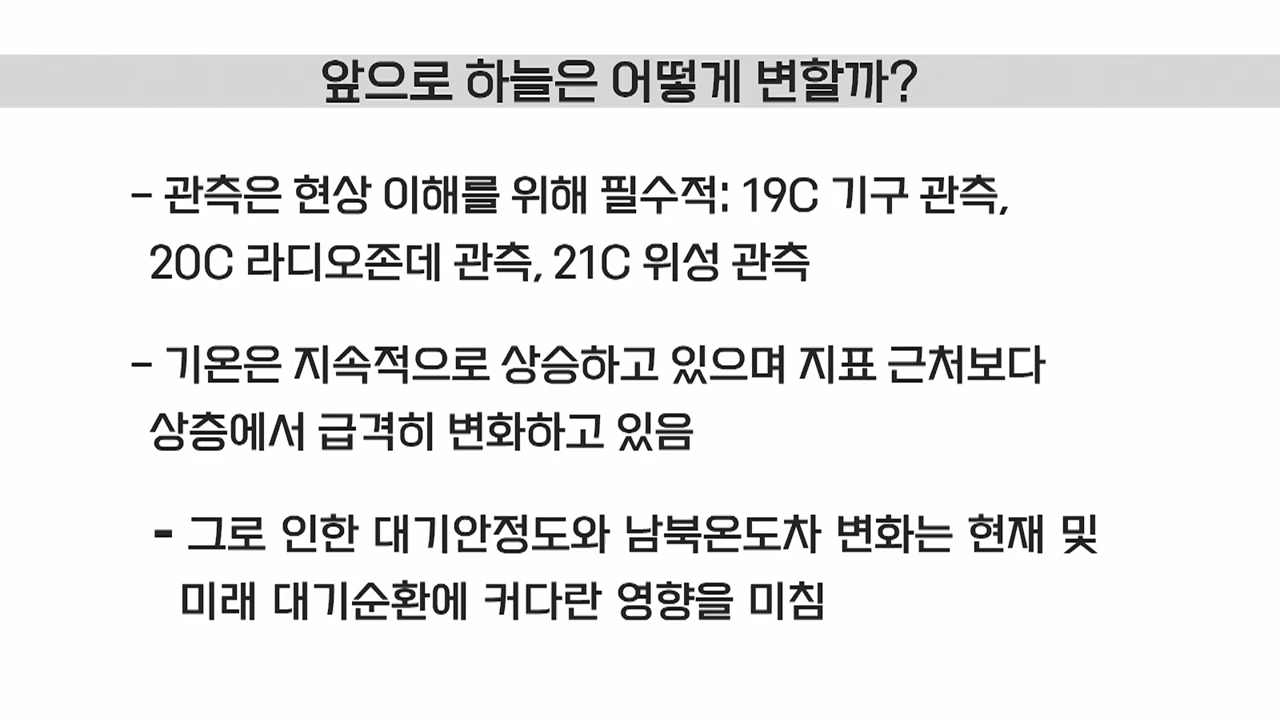 앞으로 하늘은 어떻게 변할까?
- 관측은 현상 이해를 위해 필수적: 19C 기구 관측,
20C 라디오존데 관측, 21C 위성 관측
- 기온은 지속적으로 상승하고 있으며 지표 근처보다
상층에서 급격히 변화하고 있음
- 그로 인한 대기안정도와 남북온도차 변화는 현재 및
미래 대기순환에 커다란 영향을 미침